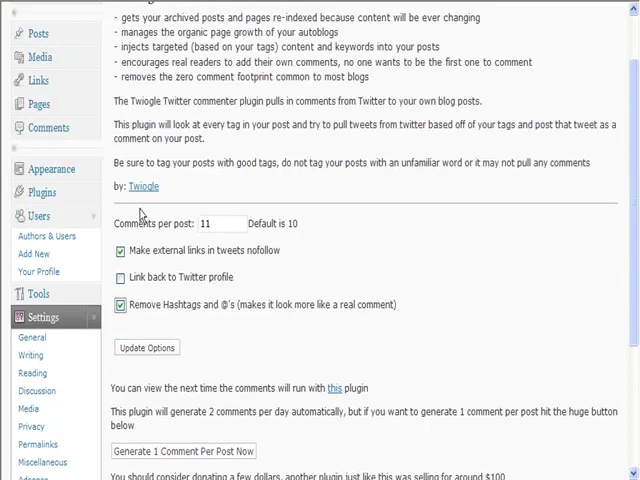 Posts
Media
Links
Pages
Comments
Appearance
Plugins
Users
Authors & Users
Add New
Your Profile
Tools
Settings
General
Writing
Reading
Discussion
Media
Privacy
Permalinks
Miscellaneous
- gets your archived posts and pages re-indexed because content will be ever changing
- manages the organic page growth of your autoblogs
- injects targeted (based on your tags) content and keywords into your posts
- encourages real readers to add their own comments, no one wants to be the first one to comment
- removes the zero comment footprint common to most blogs
The Twiogle Twitter commenter plugin pulls in comments from Twitter to your own blog posts.
This plugin will look at every tag in your post and try to pull tweets from twitter based off of your tags and post that tweet as a
comment on your post.
Be sure to tag your posts with good tags, do not tag your posts with an unfamiliar word or it may not pull any comments
by: Twiogle
Comments per post: 11 Default is 10
Make external links in tweets nofollow
Link back to Twitter profile
Remove Hashtags and @'s (makes it look more like a real comment)
Update Options
You can view the next time the comments will run with this plugin
This plugin will generate 2 comments per day automatically, but if you want to generate 1 comment per post hit the huge button
below
Generate 1 Comment Per Post Now
You should consider donating a few dollars, another plugin just like this was selling for around $100